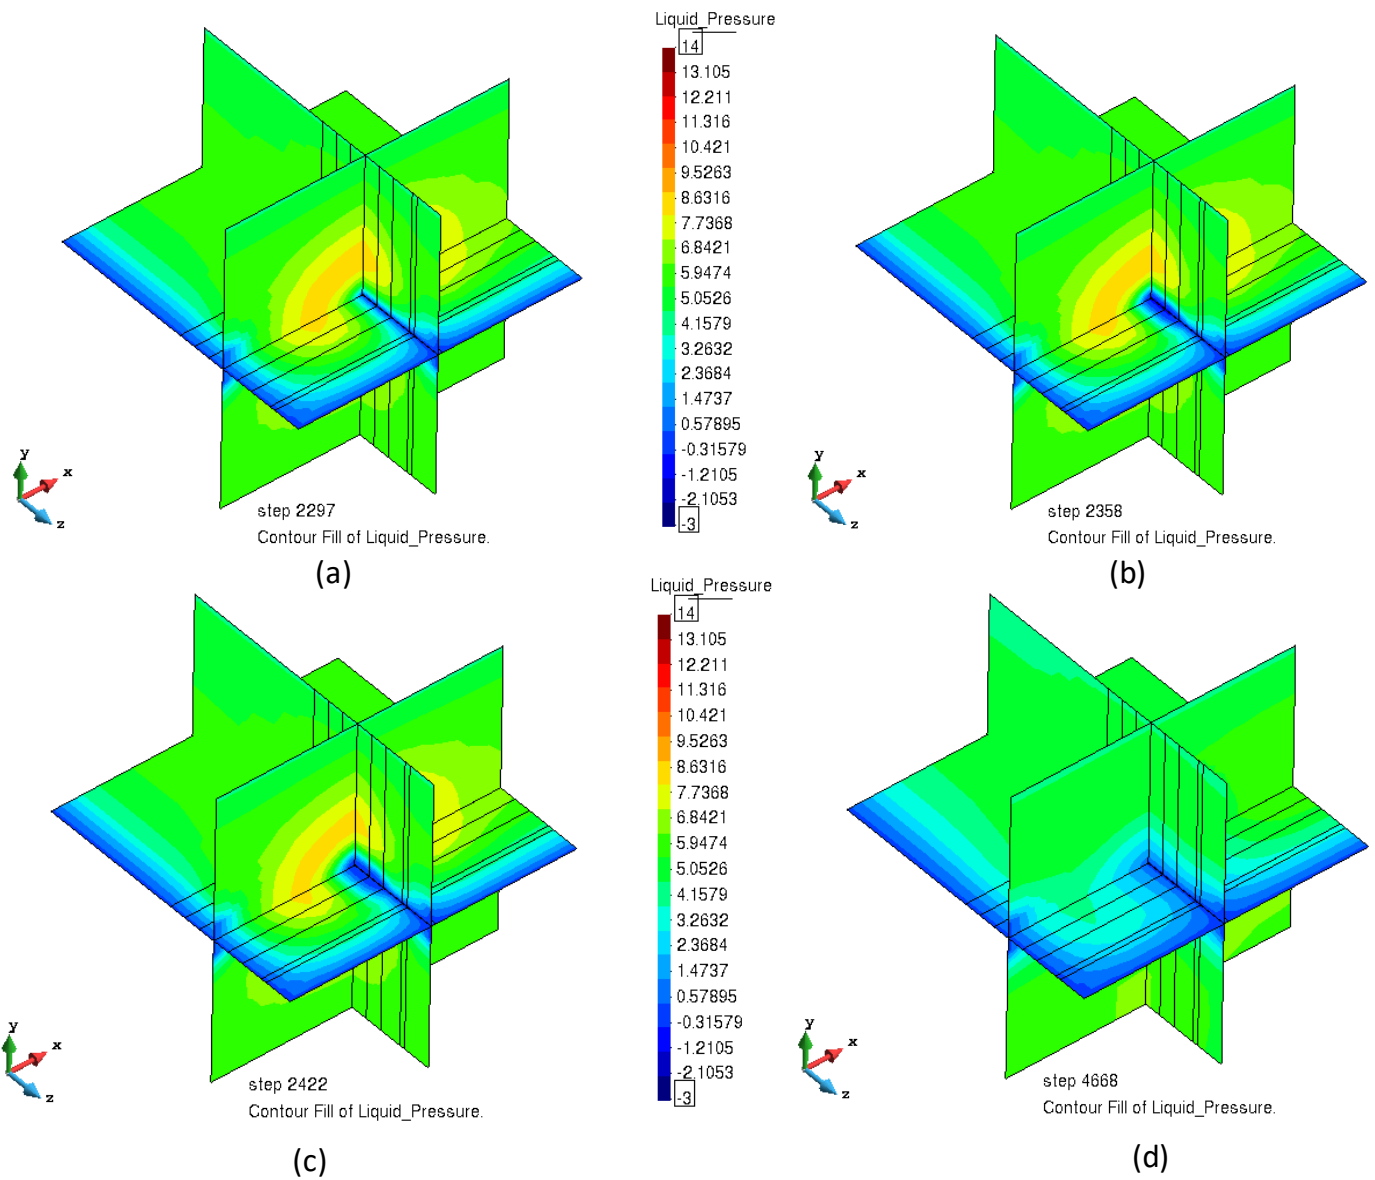 Liquid_Pressure
14
13.105
12.211
11.316
10.421
9.5263
8.6316
7.7368
6.8421
5.9474
5.0526
4.1579
3.2632
2.3684
1.4737
0.57895
-0.31579
-1.2105
-2.1053
-3
y
x
z
step 2297
Contour Fill of Liquid_Pressure.
(a)
y
x
z
step 2358
Contour Fill of Liquid_Pressure.
(b)
Liquid_Pressure
14
13.105
12.211
11.316
10.421
9.5263
8.6316
7.7368
6.8421
5.9474
5.0526
4.1579
3.2632
2.3684
1.4737
0.57895
-0.31579
-1.2105
-2.1053
-3
y
x
z
step 2422
Contour Fill of Liquid_Pressure.
(c)
y
x
z
step 4668
Contour Fill of Liquid_Pressure.
(d)